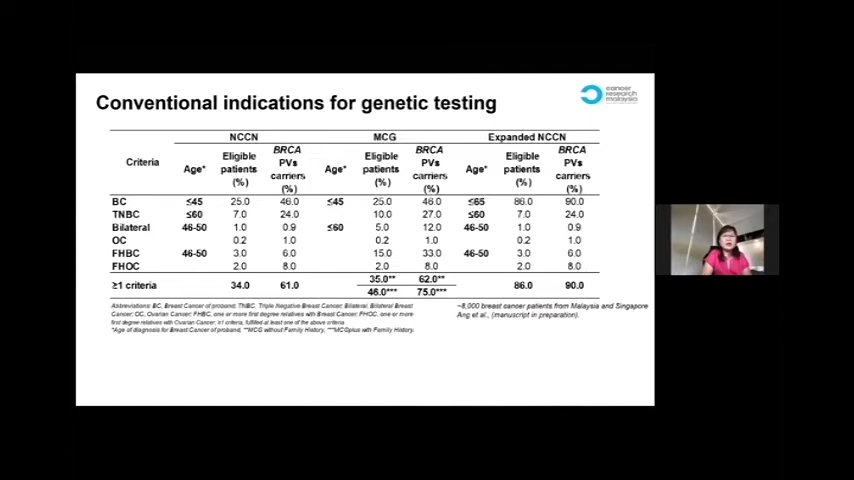 Conventional indications for genetic testing
cancer
research
malaysia
NCCN MCG Expanded NCCN
Criteria Age* Eligible patients (%) BRCA PVs carriers (%) Age* Eligible patients (%) BRCA PVs carriers (%) Age* Eligible patients (%) BRCA PVs carriers (%)
BC ≤45 25.0 46.0 ≤45 25.0 46.0 ≤65 86.0 90.0
TNBC ≤60 7.0 24.0 10.0 27.0 ≤60 7.0 24.0
Bilateral 46-50 1.0 0.9 ≤60 5.0 12.0 46-50 1.0 0.9
OC 0.2 1.0 0.2 1.0 0.2 1.0
FHBC 46-50 3.0 6.0 15.0 33.0 46-50 3.0 6.0
FHOC 2.0 8.0 2.0 8.0 2.0 8.0
≥1 criteria 34.0 61.0 35.0** 62.0** 86.0 90.0
46.0*** 75.0***
Abbreviations: BC, Breast Cancer of proband; TNBC, Triple Negative Breast Cancer; Bilateral, Bilateral Breast
Cancer; OC, Ovarian Cancer; FHBC, one or more first degree relatives with Breast Cancer; FHOC, one or more
first degree relatives with Ovarian Cancer; ≥1 criteria, fulfilled at least one of the above criteria
*Age of diagnosis for Breast Cancer of proband, **MCG without Family History, ***MCG plus with Family History.
~8,000 breast cancer patients from Malaysia and Singapore
Ang et al., (manuscript in preparation).